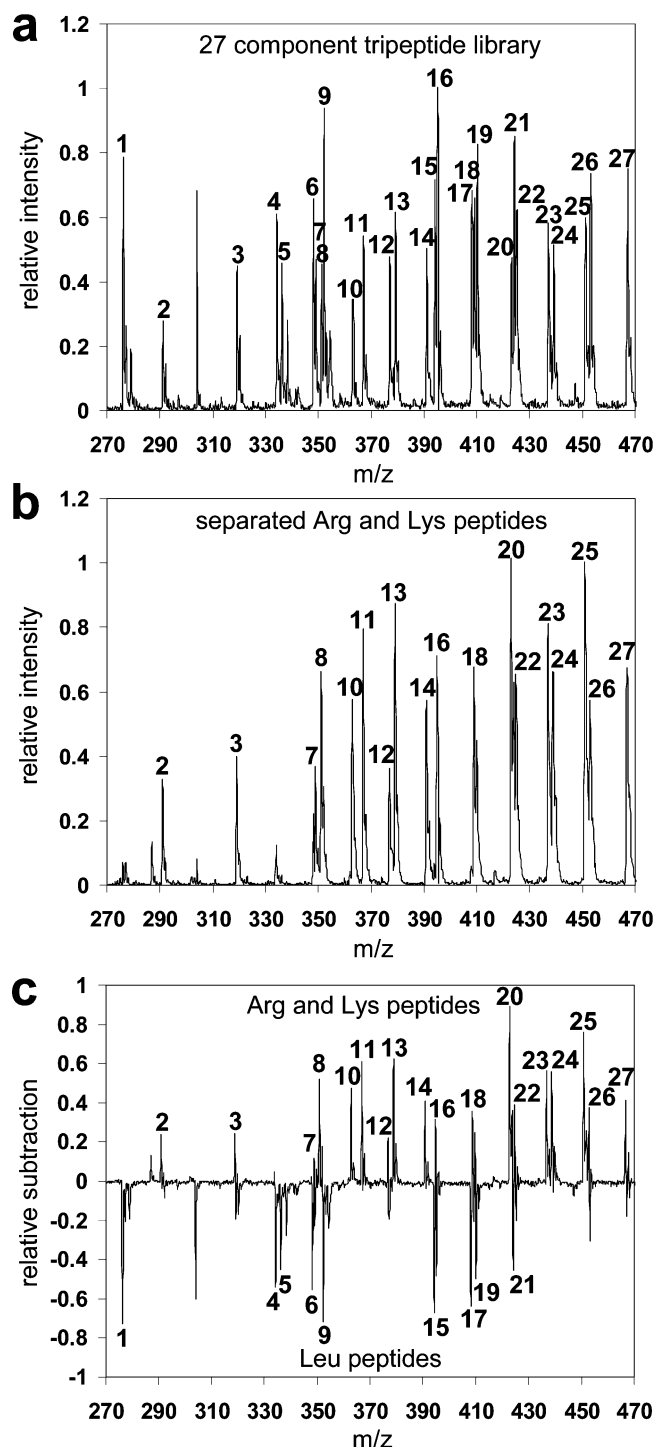 a
27 component tripeptide library
1.2
1
0.8
0.6
0.4
0.2
0
relative intensity
1 2 3 4 5 6 7 8 9 10 11 12 13 14 15 16 17 18 19 20 21 22 23 24 25 26 27
270 290 310 330 350 370 390 410 430 450 470
m/z
b
separated Arg and Lys peptides
1.2
1
0.8
0.6
0.4
0.2
0
relative intensity
2 3 7 8 10 11 12 13 14 16 18 20 22 23 24 25 26 27
270 290 310 330 350 370 390 410 430 450 470
m/z
c
Arg and Lys peptides
1
0.8
0.6
0.4
0.2
0
-0.2
-0.4
-0.6
-0.8
-1
relative subtraction
2 3 7 8 10 11 12 13 14 16 18 20 22 23 24 25 26 27
1 4 5 6 9 15 17 19 21
Leu peptides
270 290 310 330 350 370 390 410 430 450 470
m/z